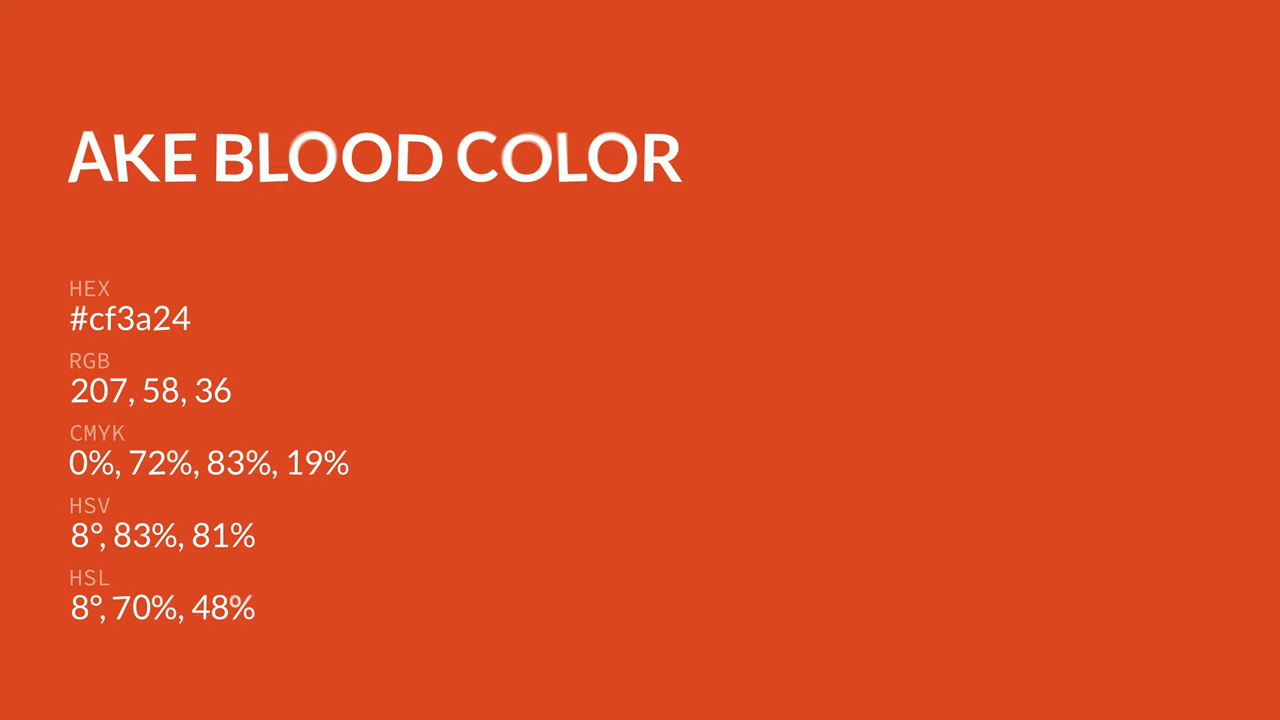 AKE BLOOD COLOR
HEX
#cf3a24
RGB
207, 58, 36
CMYK
0%, 72%, 83%, 19%
HSV
8°, 83%, 81%
HSL
8°, 70%, 48%